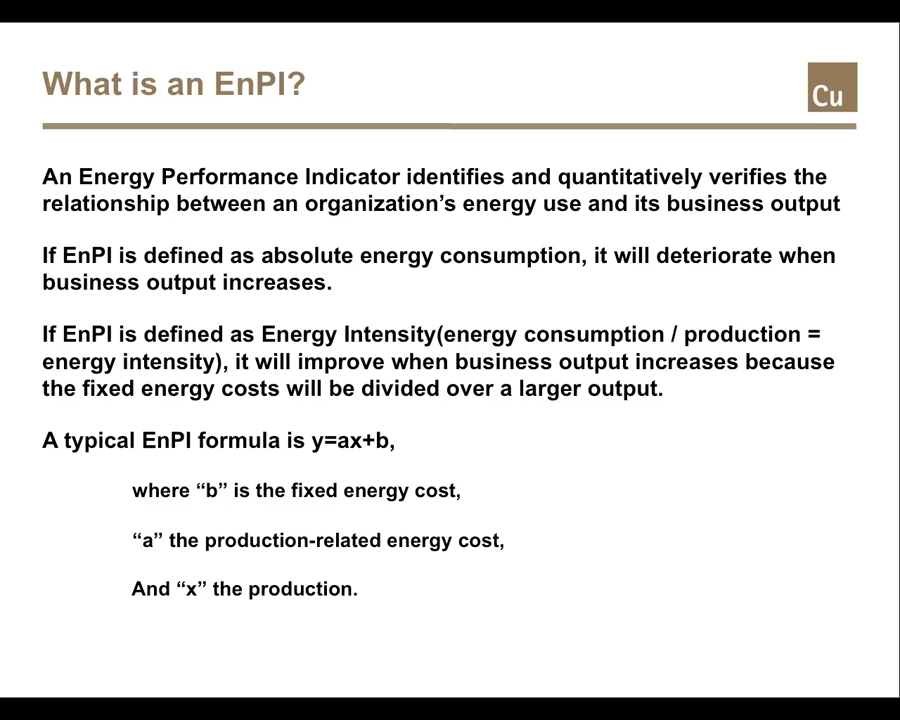 What is an EnPI?
Cu
An Energy Performance Indicator identifies and quantitatively verifies the
relationship between an organization’s energy use and its business output
If EnPI is defined as absolute energy consumption, it will deteriorate when
business output increases.
If EnPI is defined as Energy Intensity(energy consumption / production =
energy intensity), it will improve when business output increases because
the fixed energy costs will be divided over a larger output.
A typical EnPI formula is y=ax+b,
where “b” is the fixed energy cost,
“a” the production-related energy cost,
And “x” the production.